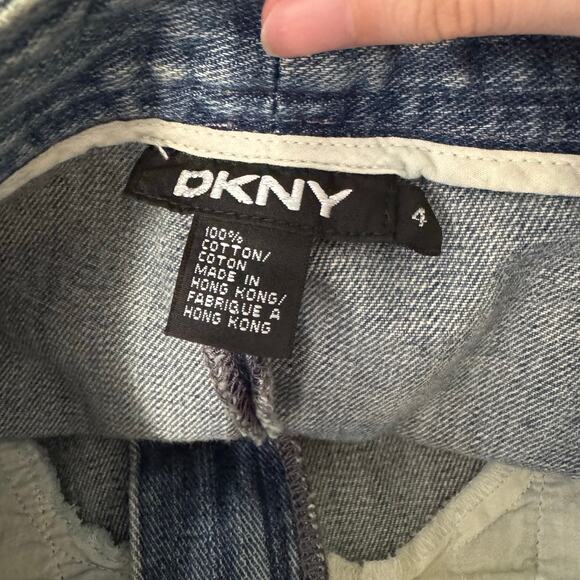 DKNY
4
100%
COTTON/
COTON
MADE IN
HONG KONG/
FABRIQUE A
HONG KONG